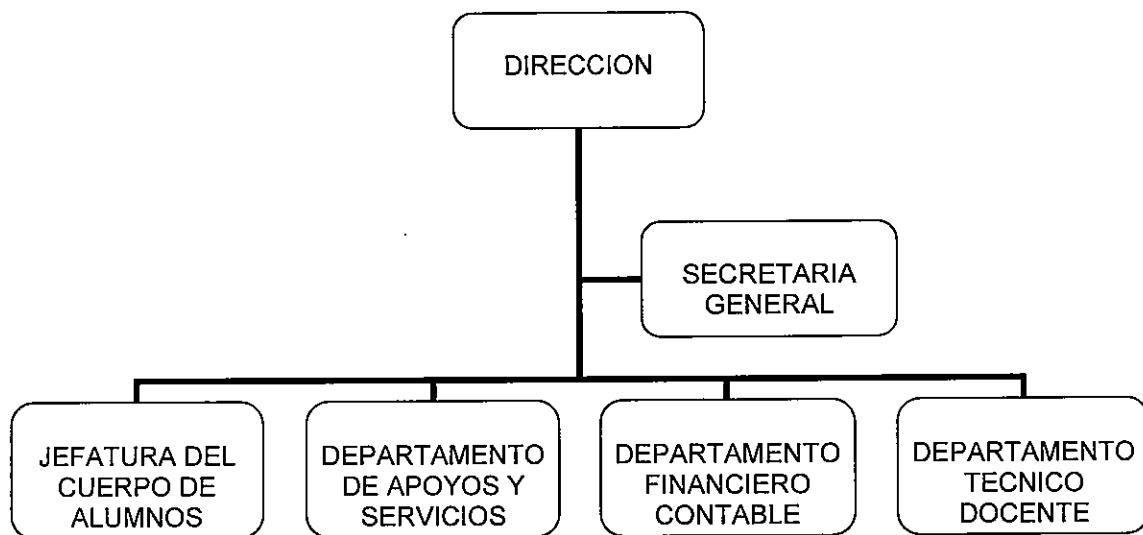 DIRECCION
SECRETARIA
GENERAL
JEFATURA DEL
CUERPO DE
ALUMNOS
DEPARTAMENTO
DE APOYOS Y
SERVICIOS
DEPARTAMENTO
FINANCIERO
CONTABLE
DEPARTAMENTO
TECNICO
DOCENTE